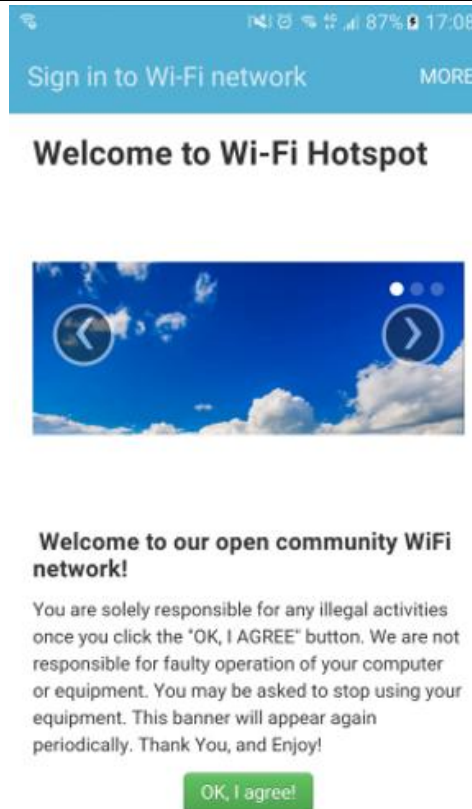 87% 17:08
Sign in to Wi-Fi network MORE
Welcome to Wi-Fi Hotspot
Welcome to our open community WiFi
network!
You are solely responsible for any illegal activities
once you click the "OK, I AGREE" button. We are not
responsible for faulty operation of your computer
or equipment. You may be asked to stop using your
equipment. This banner will appear again
periodically. Thank You, and Enjoy!
OK, I agree!